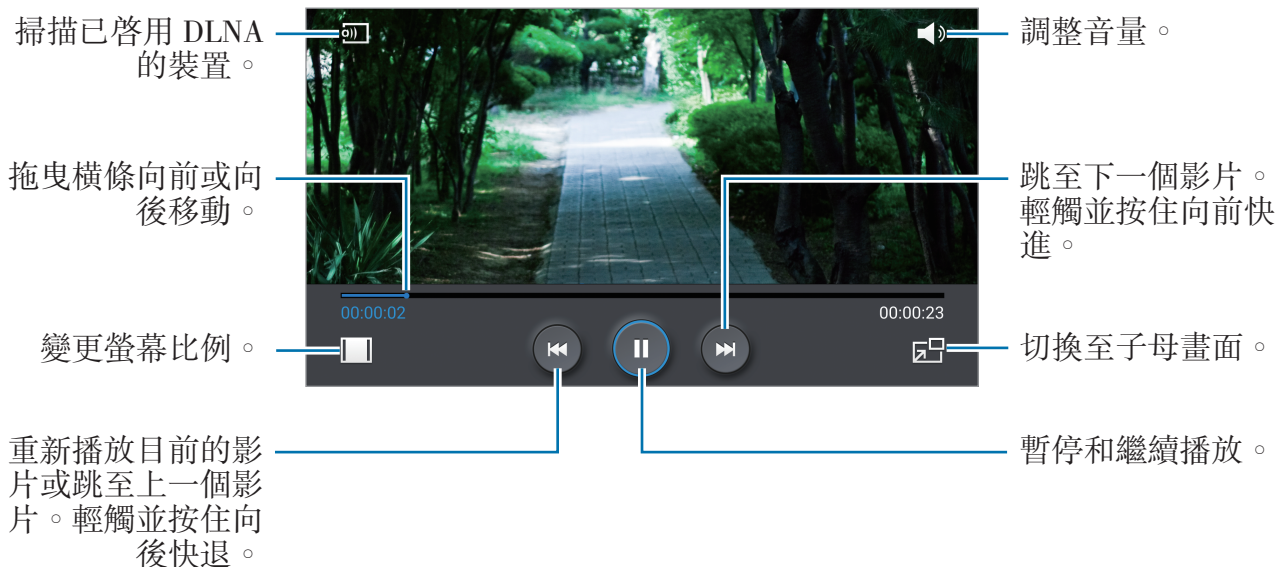 掃描已啓用 DLNA
的裝置。
調整音量。
拖曳橫條向前或向
後移動。
跳至下一個影片。
輕觸並按住向前快
進。
00:00:02
00:00:23
變更螢幕比例。
切換至子母畫面。
重新播放目前的影
片或跳至上一個影
片。輕觸並按住向
後快退。
暫停和繼續播放。